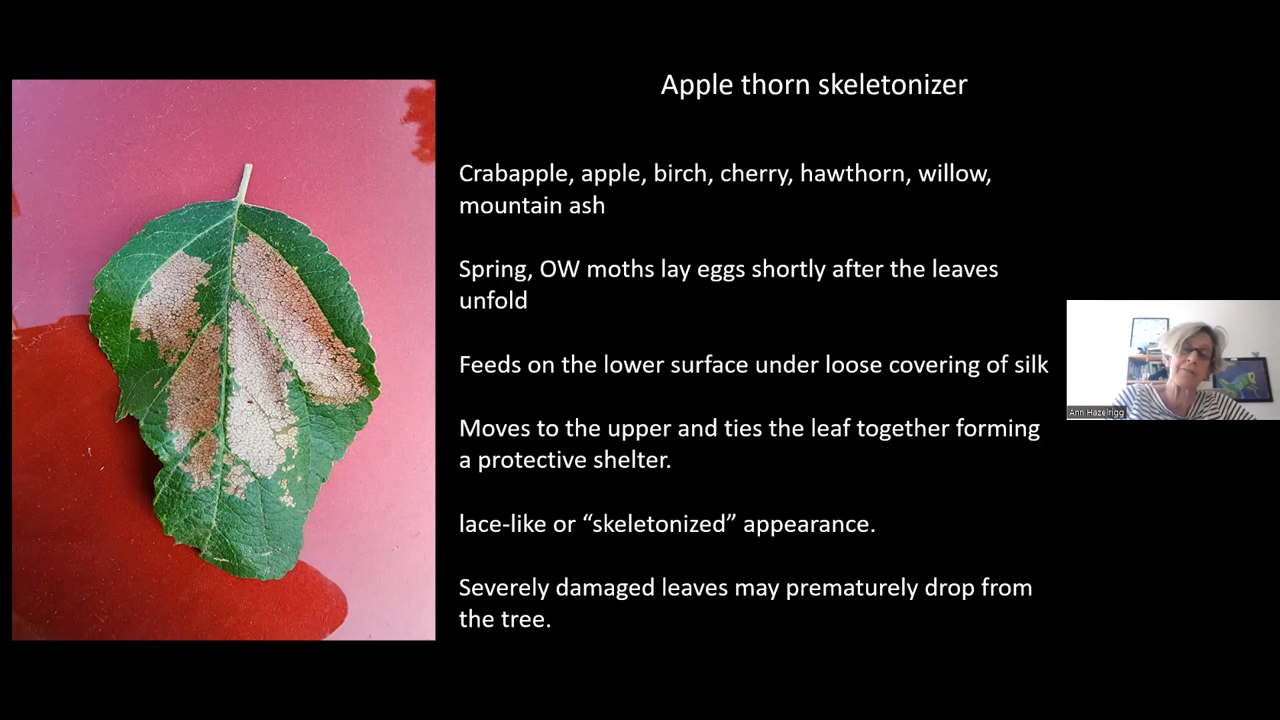 Apple thorn skeletonizer
Crabapple, apple, birch, cherry, hawthorn, willow,
mountain ash
Spring, OW moths lay eggs shortly after the leaves
unfold
Feeds on the lower surface under loose covering of silk
Moves to the upper and ties the leaf together forming
a protective shelter.
lace-like or “skeletonized” appearance.
Severely damaged leaves may prematurely drop from
the tree.
Ann Hazelrigg